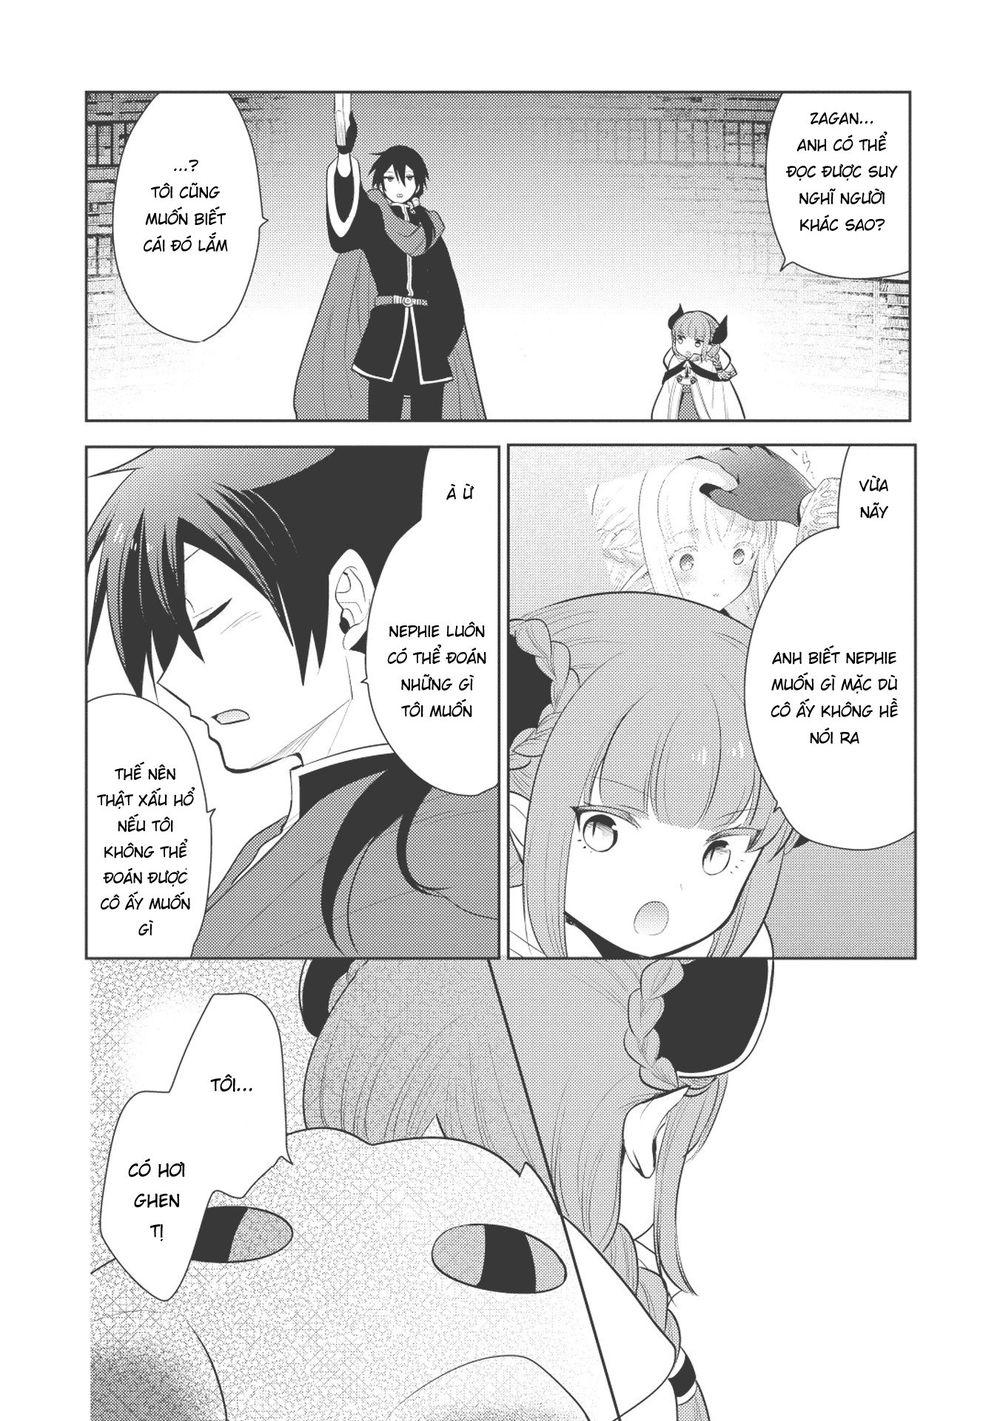 ZAGAN...
ANH CÓ THỂ
ĐỌC ĐƯỢC SUY
NGHĨ NGƯỜI
KHÁC SAO?
...?
TÔI CŨNG
MUỐN BIẾT
CÁI ĐÓ LẮM
VỪA
NÃY
ANH BIẾT NEPHIE
MUỐN GÌ MẶC DÙ
CÔ ẤY KHÔNG HỀ
NÓI RA
À Ừ
NEPHIE LUÔN
CÓ THỂ ĐOÁN
NHỮNG GÌ
TÔI MUỐN
THẾ NÊN
THẬT XẤU HỔ
NẾU TÔI
KHÔNG THỂ
ĐOÁN ĐƯỢC
CÔ ẤY MUỐN
GÌ
TÔI...
CÓ HƠI
GHEN
TỊ